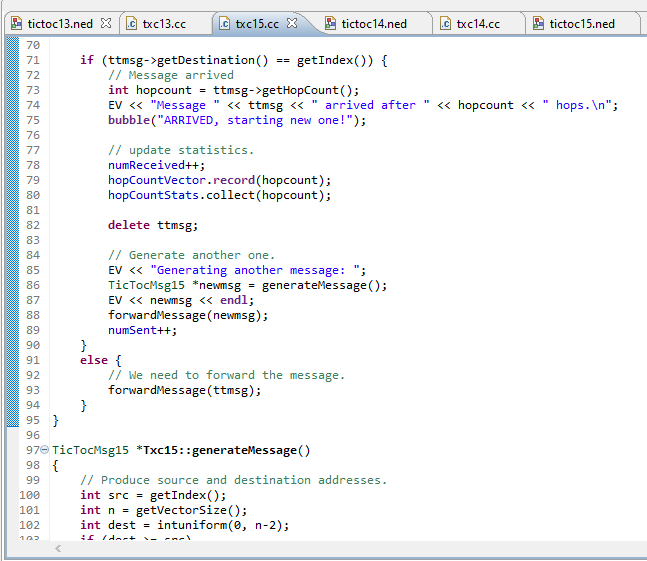 tictoc13.ned txc13.cc txc15.cc tictoc14.ned txc14.cc tictoc15.ned
70
71 if (ttmsg->getDestination() == getIndex()) {
72 // Message arrived
73 int hopcount = ttmsg->getHopCount();
74 EV << "Message " << ttmsg << " arrived after " << hopcount << " hops.\n";
75 bubble("ARRIVED, starting new one!");
76
77 // update statistics.
78 numReceived++;
79 hopCountVector.record(hopcount);
80 hopCountStats.collect(hopcount);
81
82 delete ttmsg;
83
84 // Generate another one.
85 EV << "Generating another message: ";
86 TicTocMsg15 *newmsg = generateMessage();
87 EV << newmsg << endl;
88 forwardMessage(newmsg);
89 numSent++;
90 }
91 else {
92 // We need to forward the message.
93 forwardMessage(ttmsg);
94 }
95 }
96
97 TicTocMsg15 *Txc15::generateMessage()
98 {
99 // Produce source and destination addresses.
100 int src = getIndex();
101 int n = getVectorSize();
102 int dest = intuniform(0, n-2);
103 if (dest >= src)